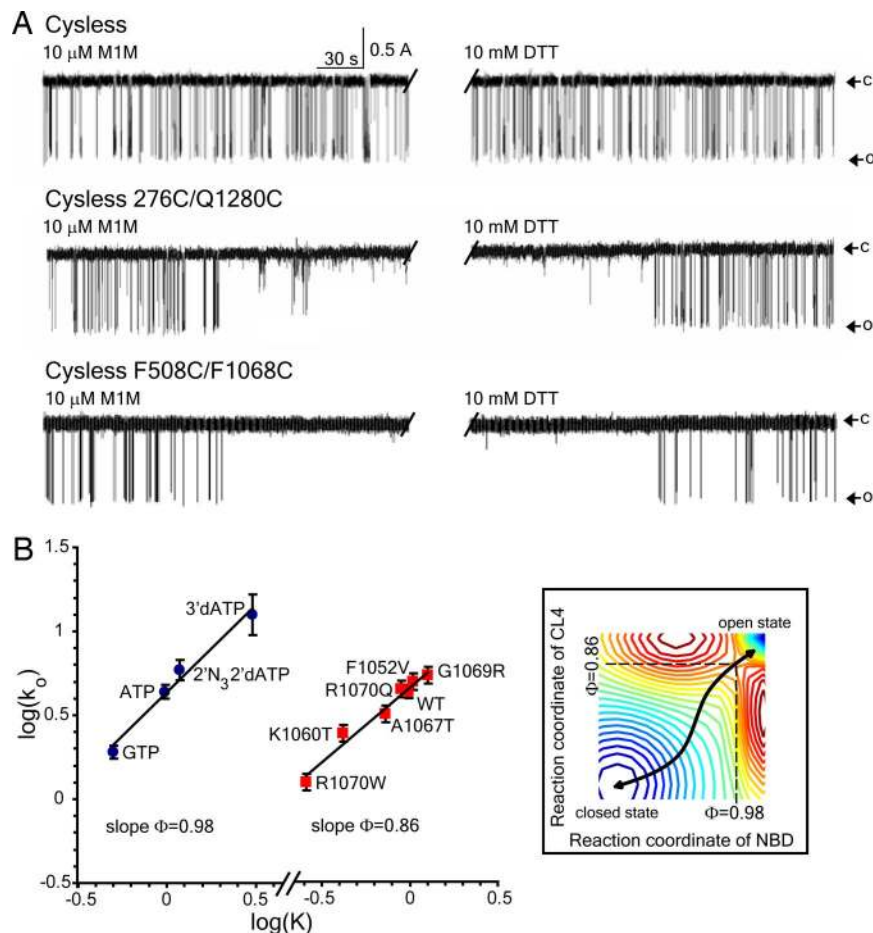 A
Cysless
10 μM M1M
30 s
0.5 A
10 mM DTT
c
o
Cysless 276C/Q1280C
10 μM M1M
10 mM DTT
c
o
Cysless F508C/F1068C
10 μM M1M
10 mM DTT
c
o
B
log(ko)
1.5
1
0.5
0
-0.5
3'dATP
2'N32'dATP
ATP
GTP
slope Φ=0.98
F1052V
G1069R
R1070Q
WT
K1060T
A1067T
R1070W
slope Φ=0.86
-0.5
0
0.5
-0.5
0
0.5
log(K)
Reaction coordinate of CL4
Φ=0.86
open state
closed state
Φ=0.98
Reaction coordinate of NBD